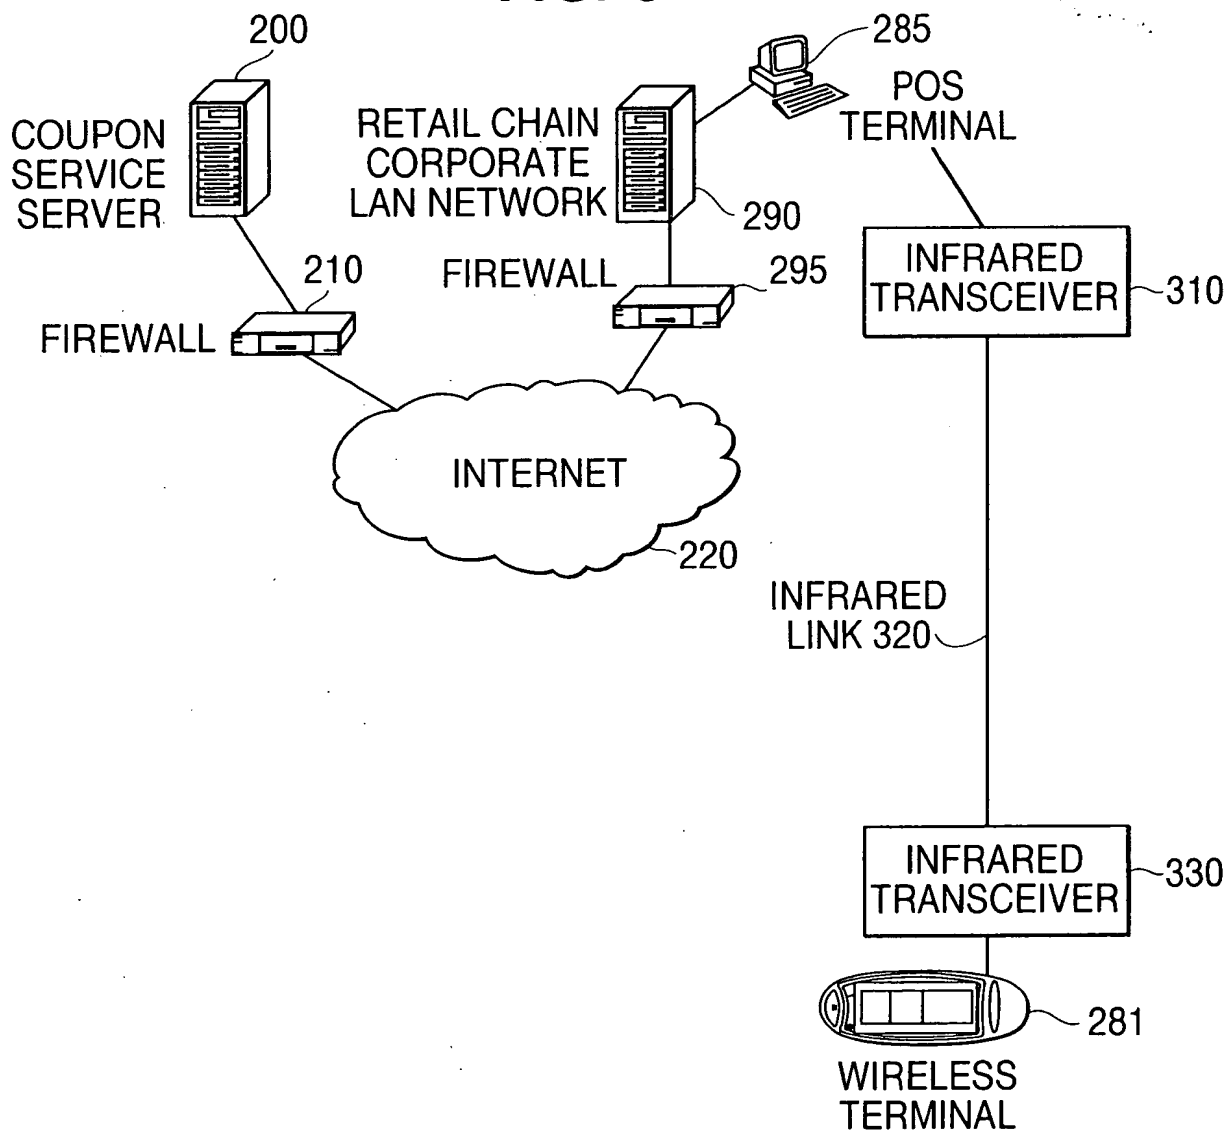 200
COUPON
SERVICE
SERVER
RETAIL CHAIN
CORPORATE
LAN NETWORK
290
285
POS
TERMINAL
INFRARED
TRANSCEIVER
310
210
FIREWALL
FIREWALL
295
INTERNET
220
INFRARED
LINK 320
INFRARED
TRANSCEIVER
330
281
WIRELESS
TERMINAL